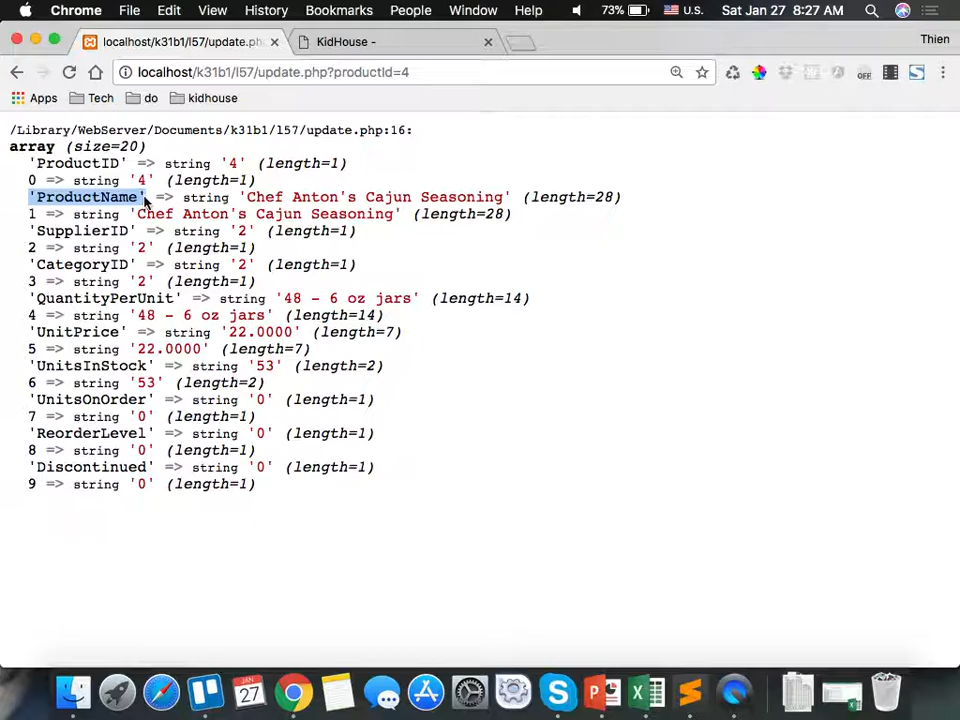 Chrome File Edit View History Bookmarks People Window Help 73% U.S. Sat Jan 27 8:27 AM
localhost/k31b1/l57/update.ph KidHouse - Thien
localhost/k31b1/l57/update.php?productId=4 OFF
Apps Tech do kidhouse
/Library/WebServer/Documents/k31b1/l57/update.php:16:
array (size=20)
'ProductID' => string '4' (length=1)
0 => string '4' (length=1)
'ProductName' => string 'Chef Anton's Cajun Seasoning' (length=28)
1 => string 'Chef Anton's Cajun Seasoning' (length=28)
'SupplierID' => string '2' (length=1)
2 => string '2' (length=1)
'CategoryID' => string '2' (length=1)
3 => string '2' (length=1)
'QuantityPerUnit' => string '48 - 6 oz jars' (length=14)
4 => string '48 - 6 oz jars' (length=14)
'UnitPrice' => string '22.0000' (length=7)
5 => string '22.0000' (length=7)
'UnitsInStock' => string '53' (length=2)
6 => string '53' (length=2)
'UnitsOnOrder' => string '0' (length=1)
7 => string '0' (length=1)
'ReorderLevel' => string '0' (length=1)
8 => string '0' (length=1)
'Discontinued' => string '0' (length=1)
9 => string '0' (length=1)
JAN
27